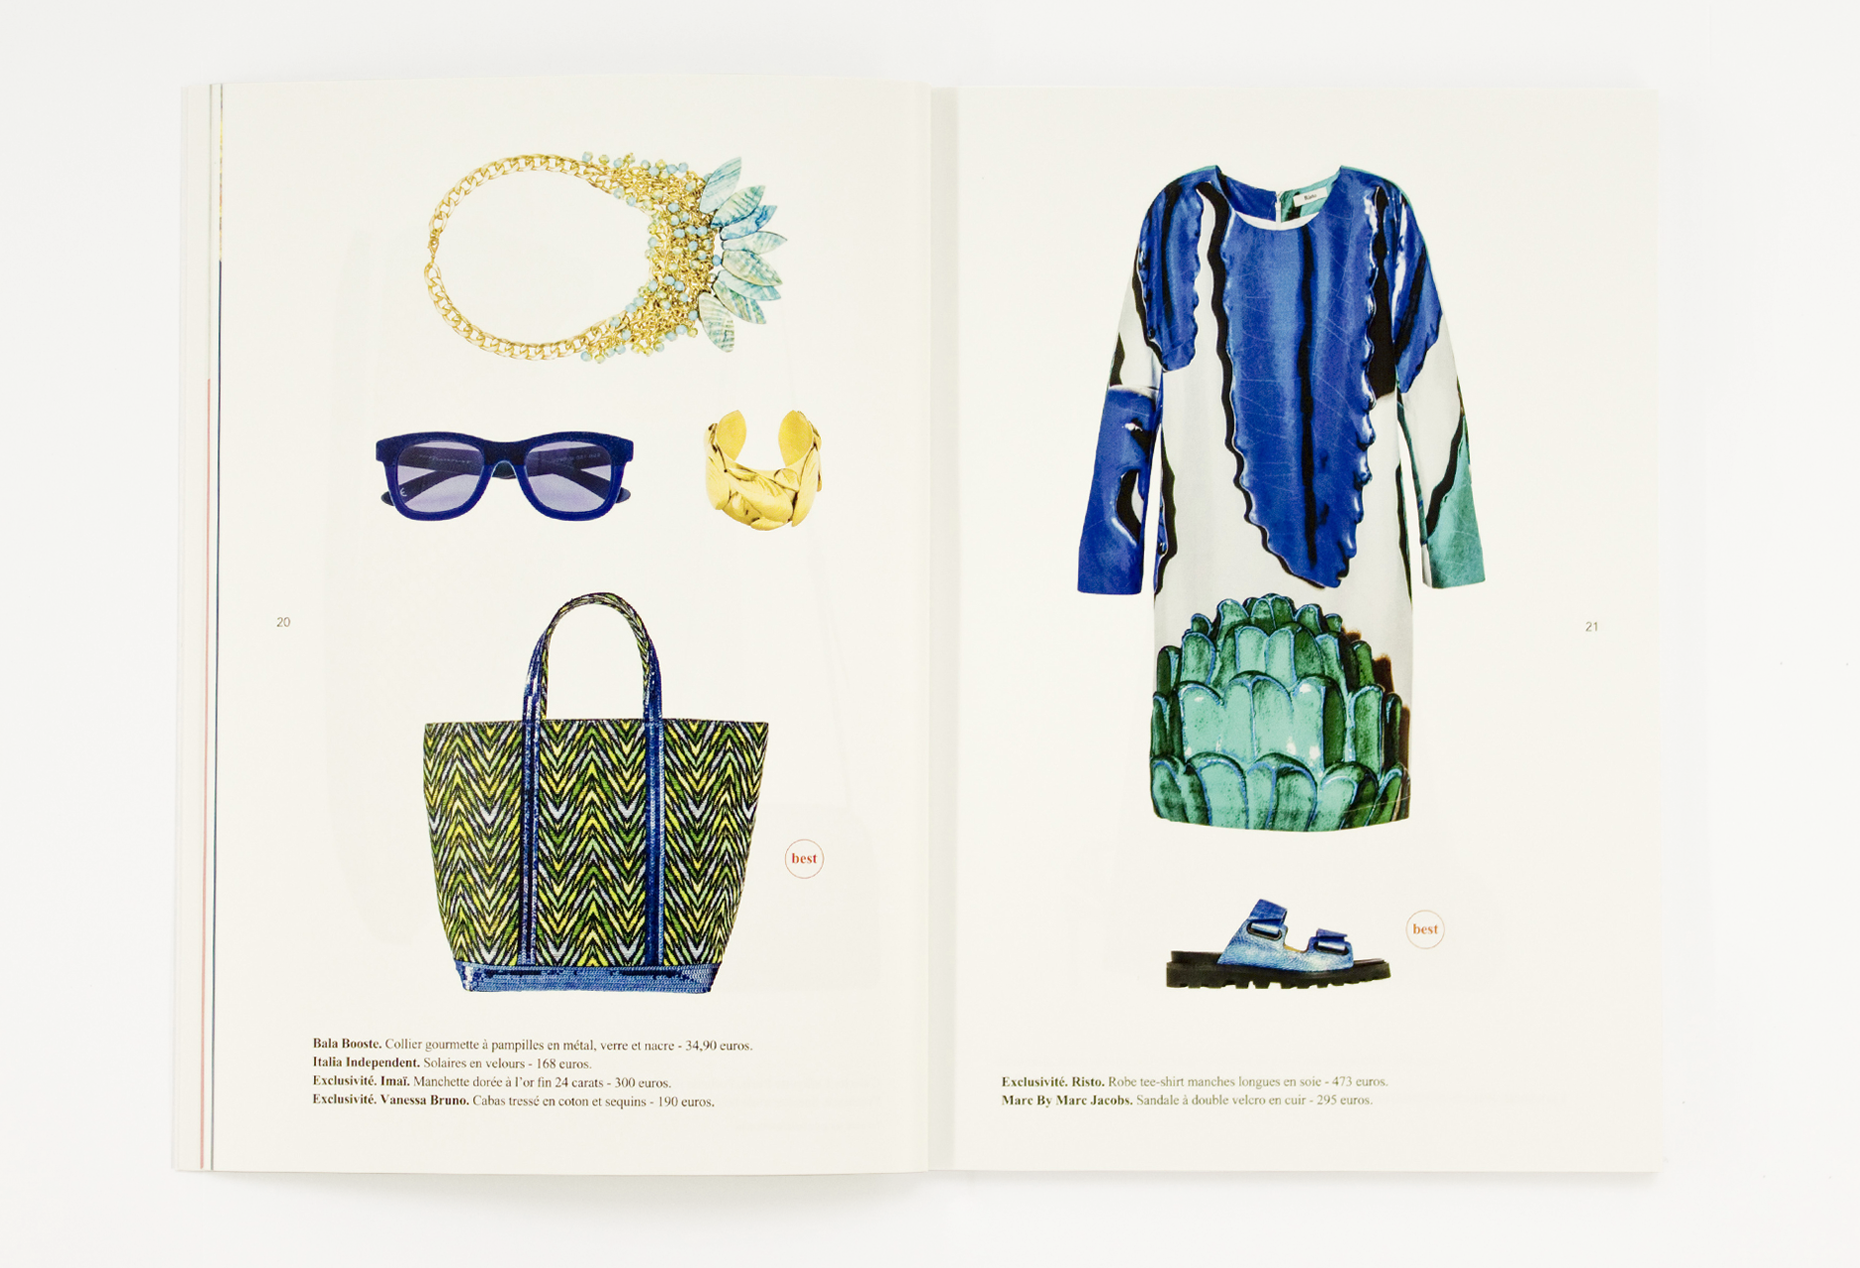 20
best
Bala Booste. Collier gourmette à pampilles en métal, verre et nacre - 34,90 euros.
Italia Independent. Solaires en velours - 168 euros.
Exclusivité. Imaï. Manchette dorée à l'or fin 24 carats - 300 euros.
Exclusivité. Vanessa Bruno. Cabas tressé en coton et sequins - 190 euros.
Risto
21
best
Exclusivité. Risto. Robe tee-shirt manches longues en soie - 473 euros.
Marc By Marc Jacobs. Sandale à double velcro en cuir - 295 euros.